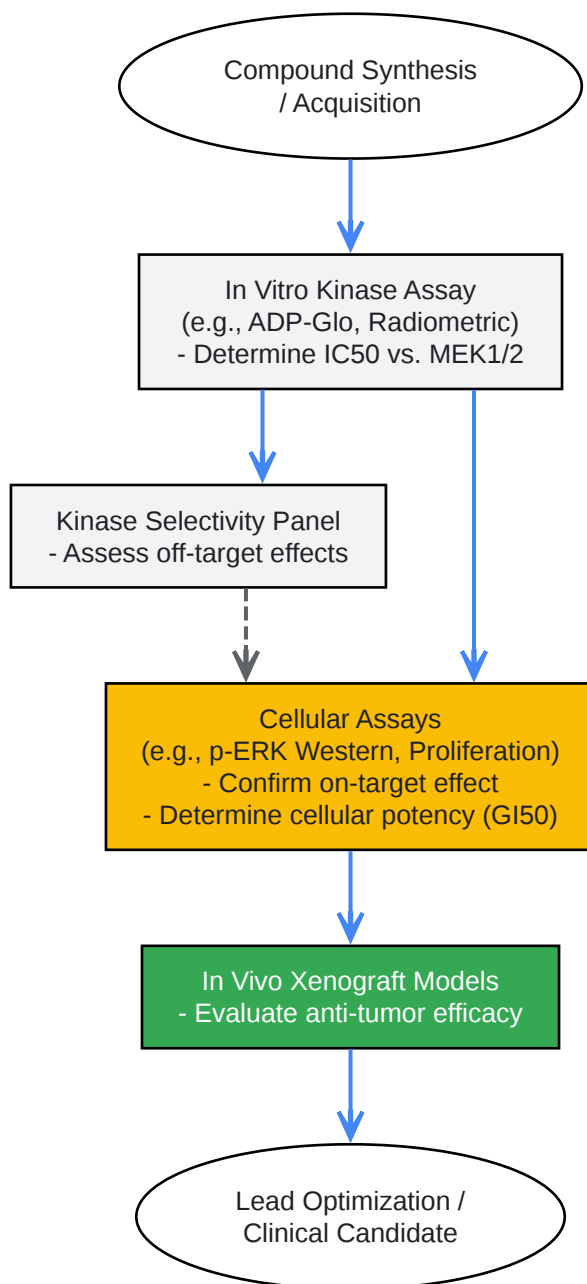 Compound Synthesis
/ Acquisition
In Vitro Kinase Assay
(e.g., ADP-Glo, Radiometric)
- Determine IC50 vs. MEK1/2
Kinase Selectivity Panel
- Assess off-target effects
Cellular Assays
(e.g., p-ERK Western, Proliferation)
- Confirm on-target effect
- Determine cellular potency (GI50)
In Vivo Xenograft Models
- Evaluate anti-tumor efficacy
Lead Optimization /
Clinical Candidate